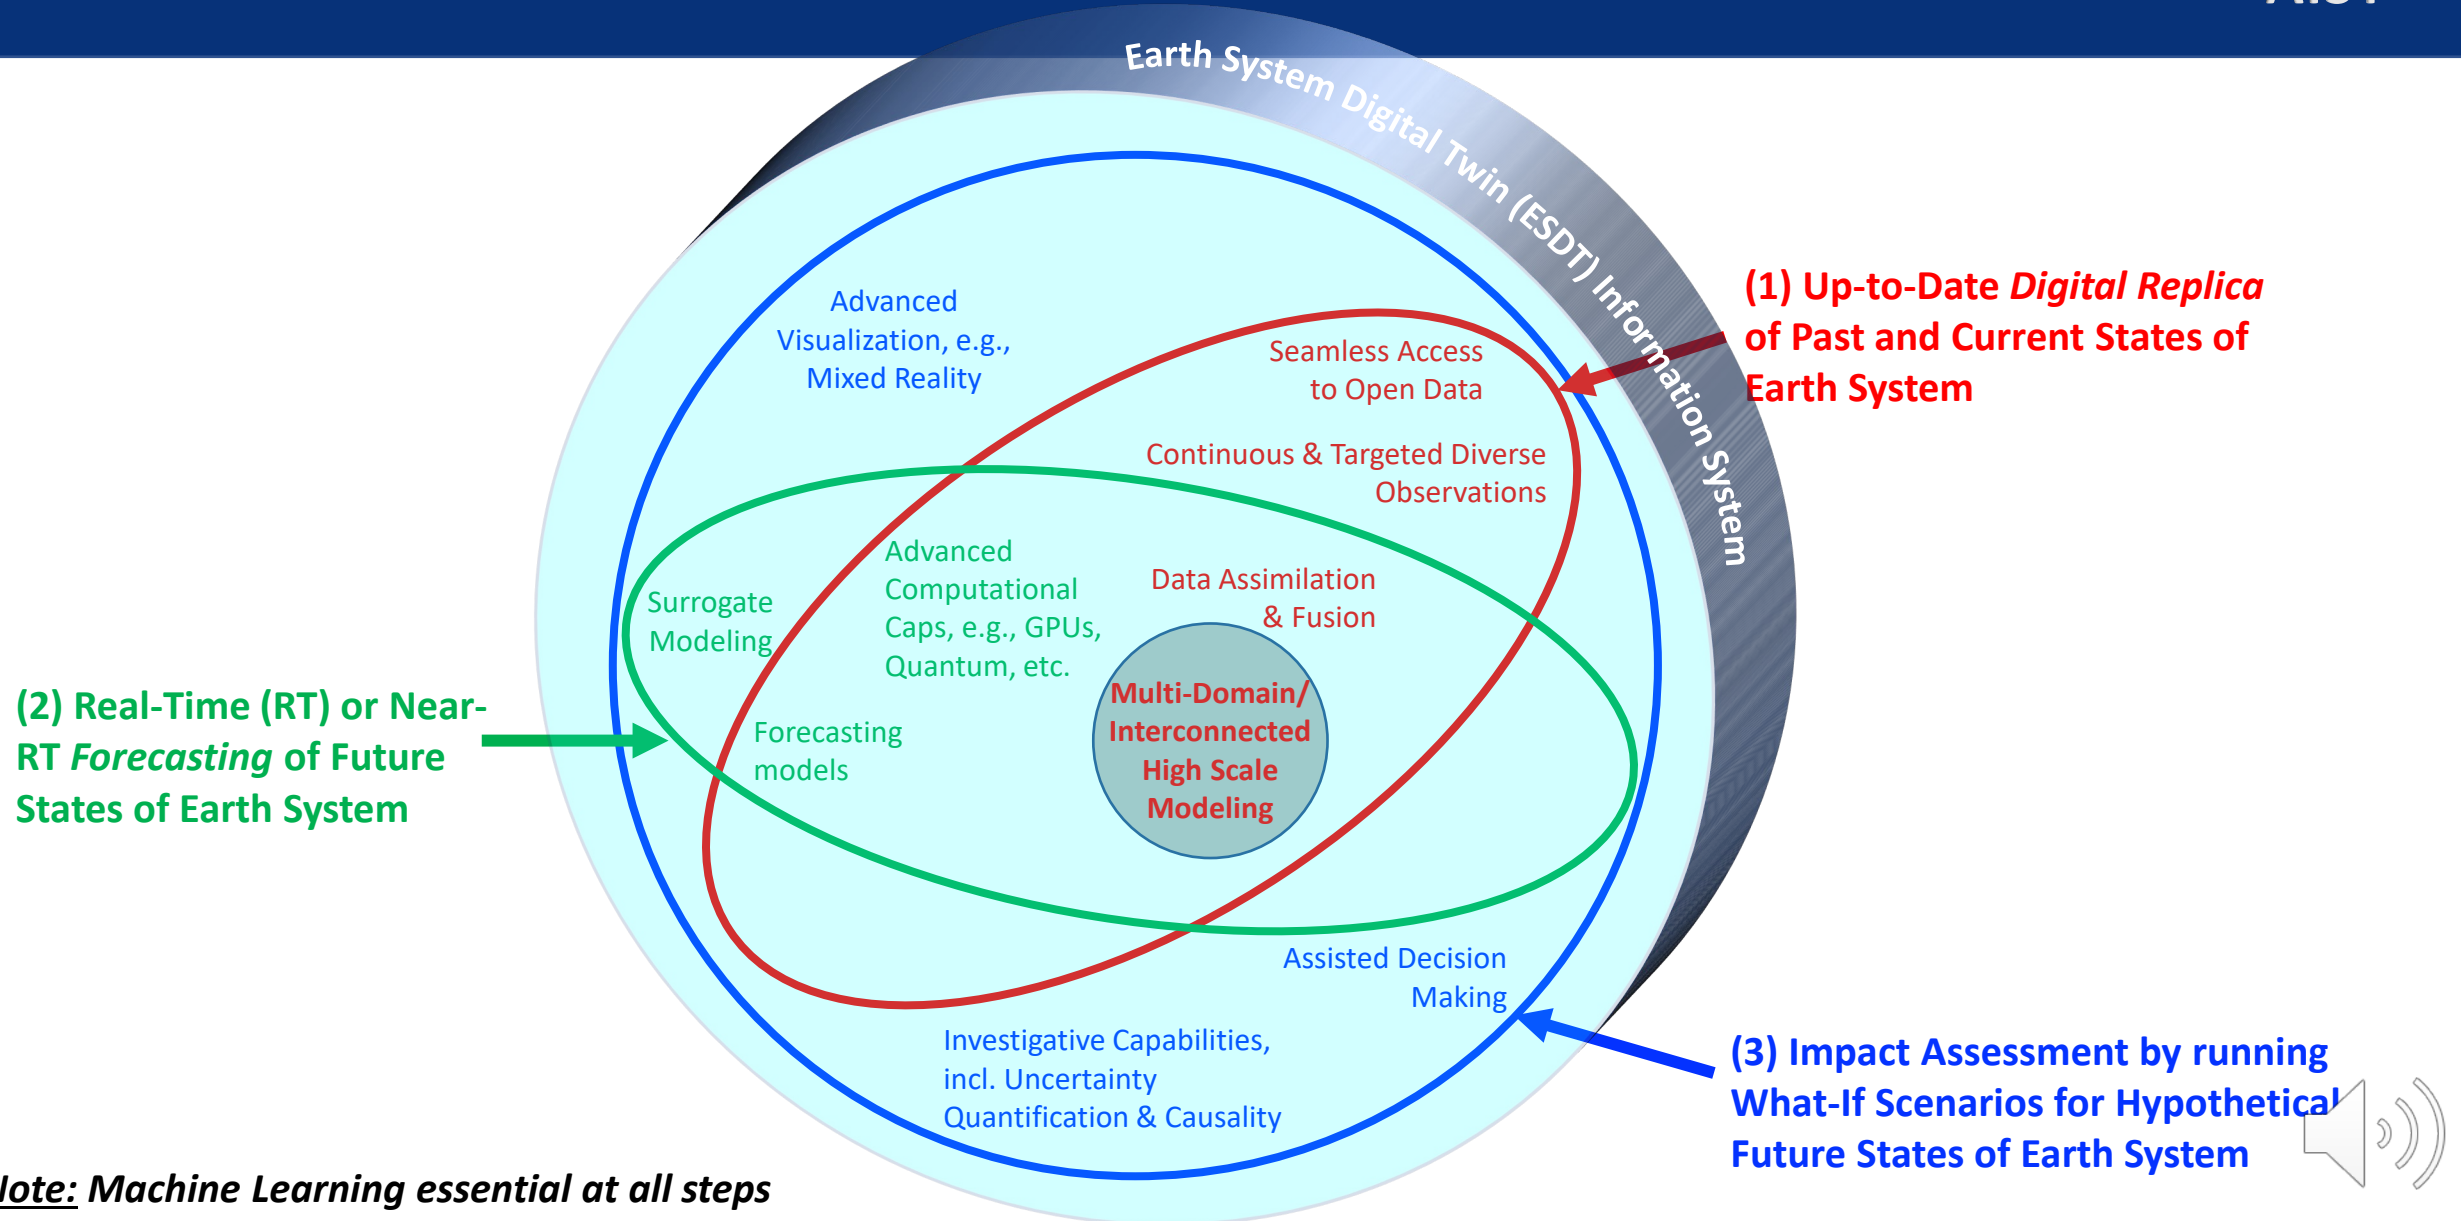 Earth System Digital Twin (ESDT) Information System
(1) Up-to-Date Digital Replica
of Past and Current States of
Earth System
Advanced
Visualization, e.g.,
Mixed Reality
Seamless Access
to Open Data
Continuous & Targeted Diverse
Observations
Advanced
Computational
Caps, e.g., GPUs,
Quantum, etc.
Data Assimilation
& Fusion
Surrogate
Modeling
Forecasting
models
Multi-Domain/
Interconnected
High Scale
Modeling
(2) Real-Time (RT) or Near-
RT Forecasting of Future
States of Earth System
Assisted Decision
Making
Investigative Capabilities,
incl. Uncertainty
Quantification & Causality
(3) Impact Assessment by running
What-If Scenarios for Hypothetical
Future States of Earth System
Machine Learning essential at all steps